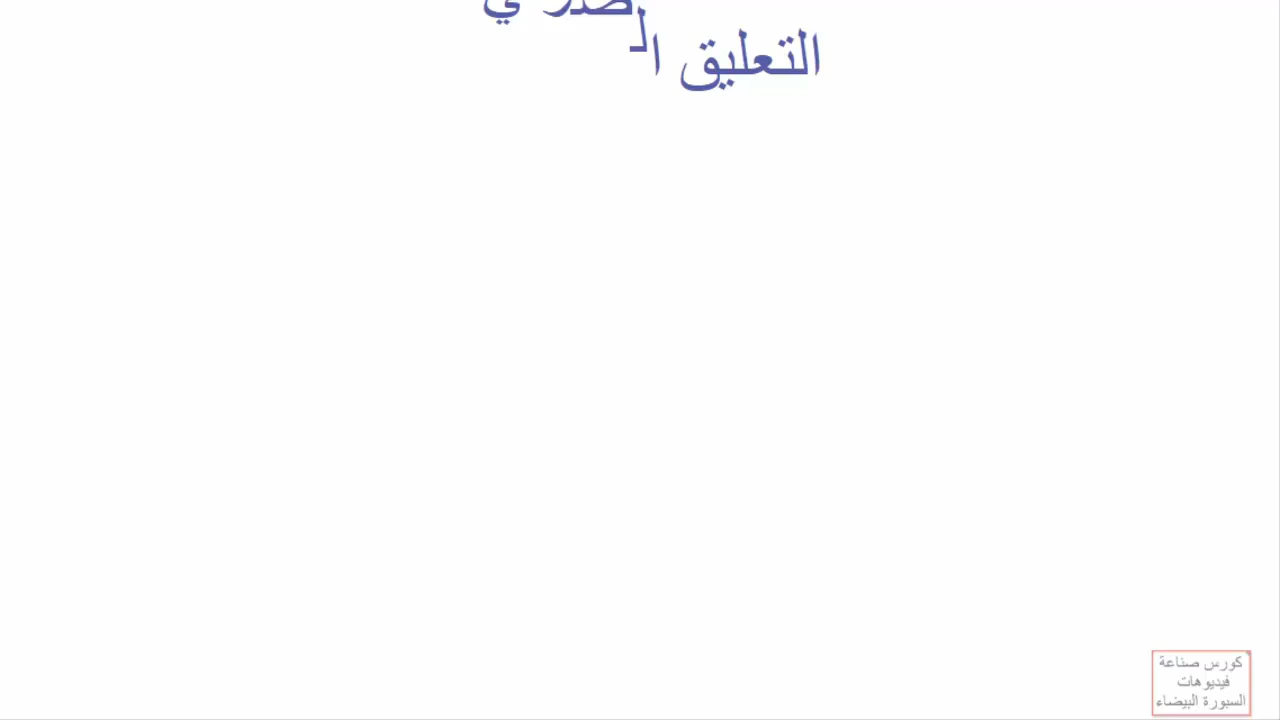 التعليق
كورس صناعة
فيديوهات
السبورة البيضاء